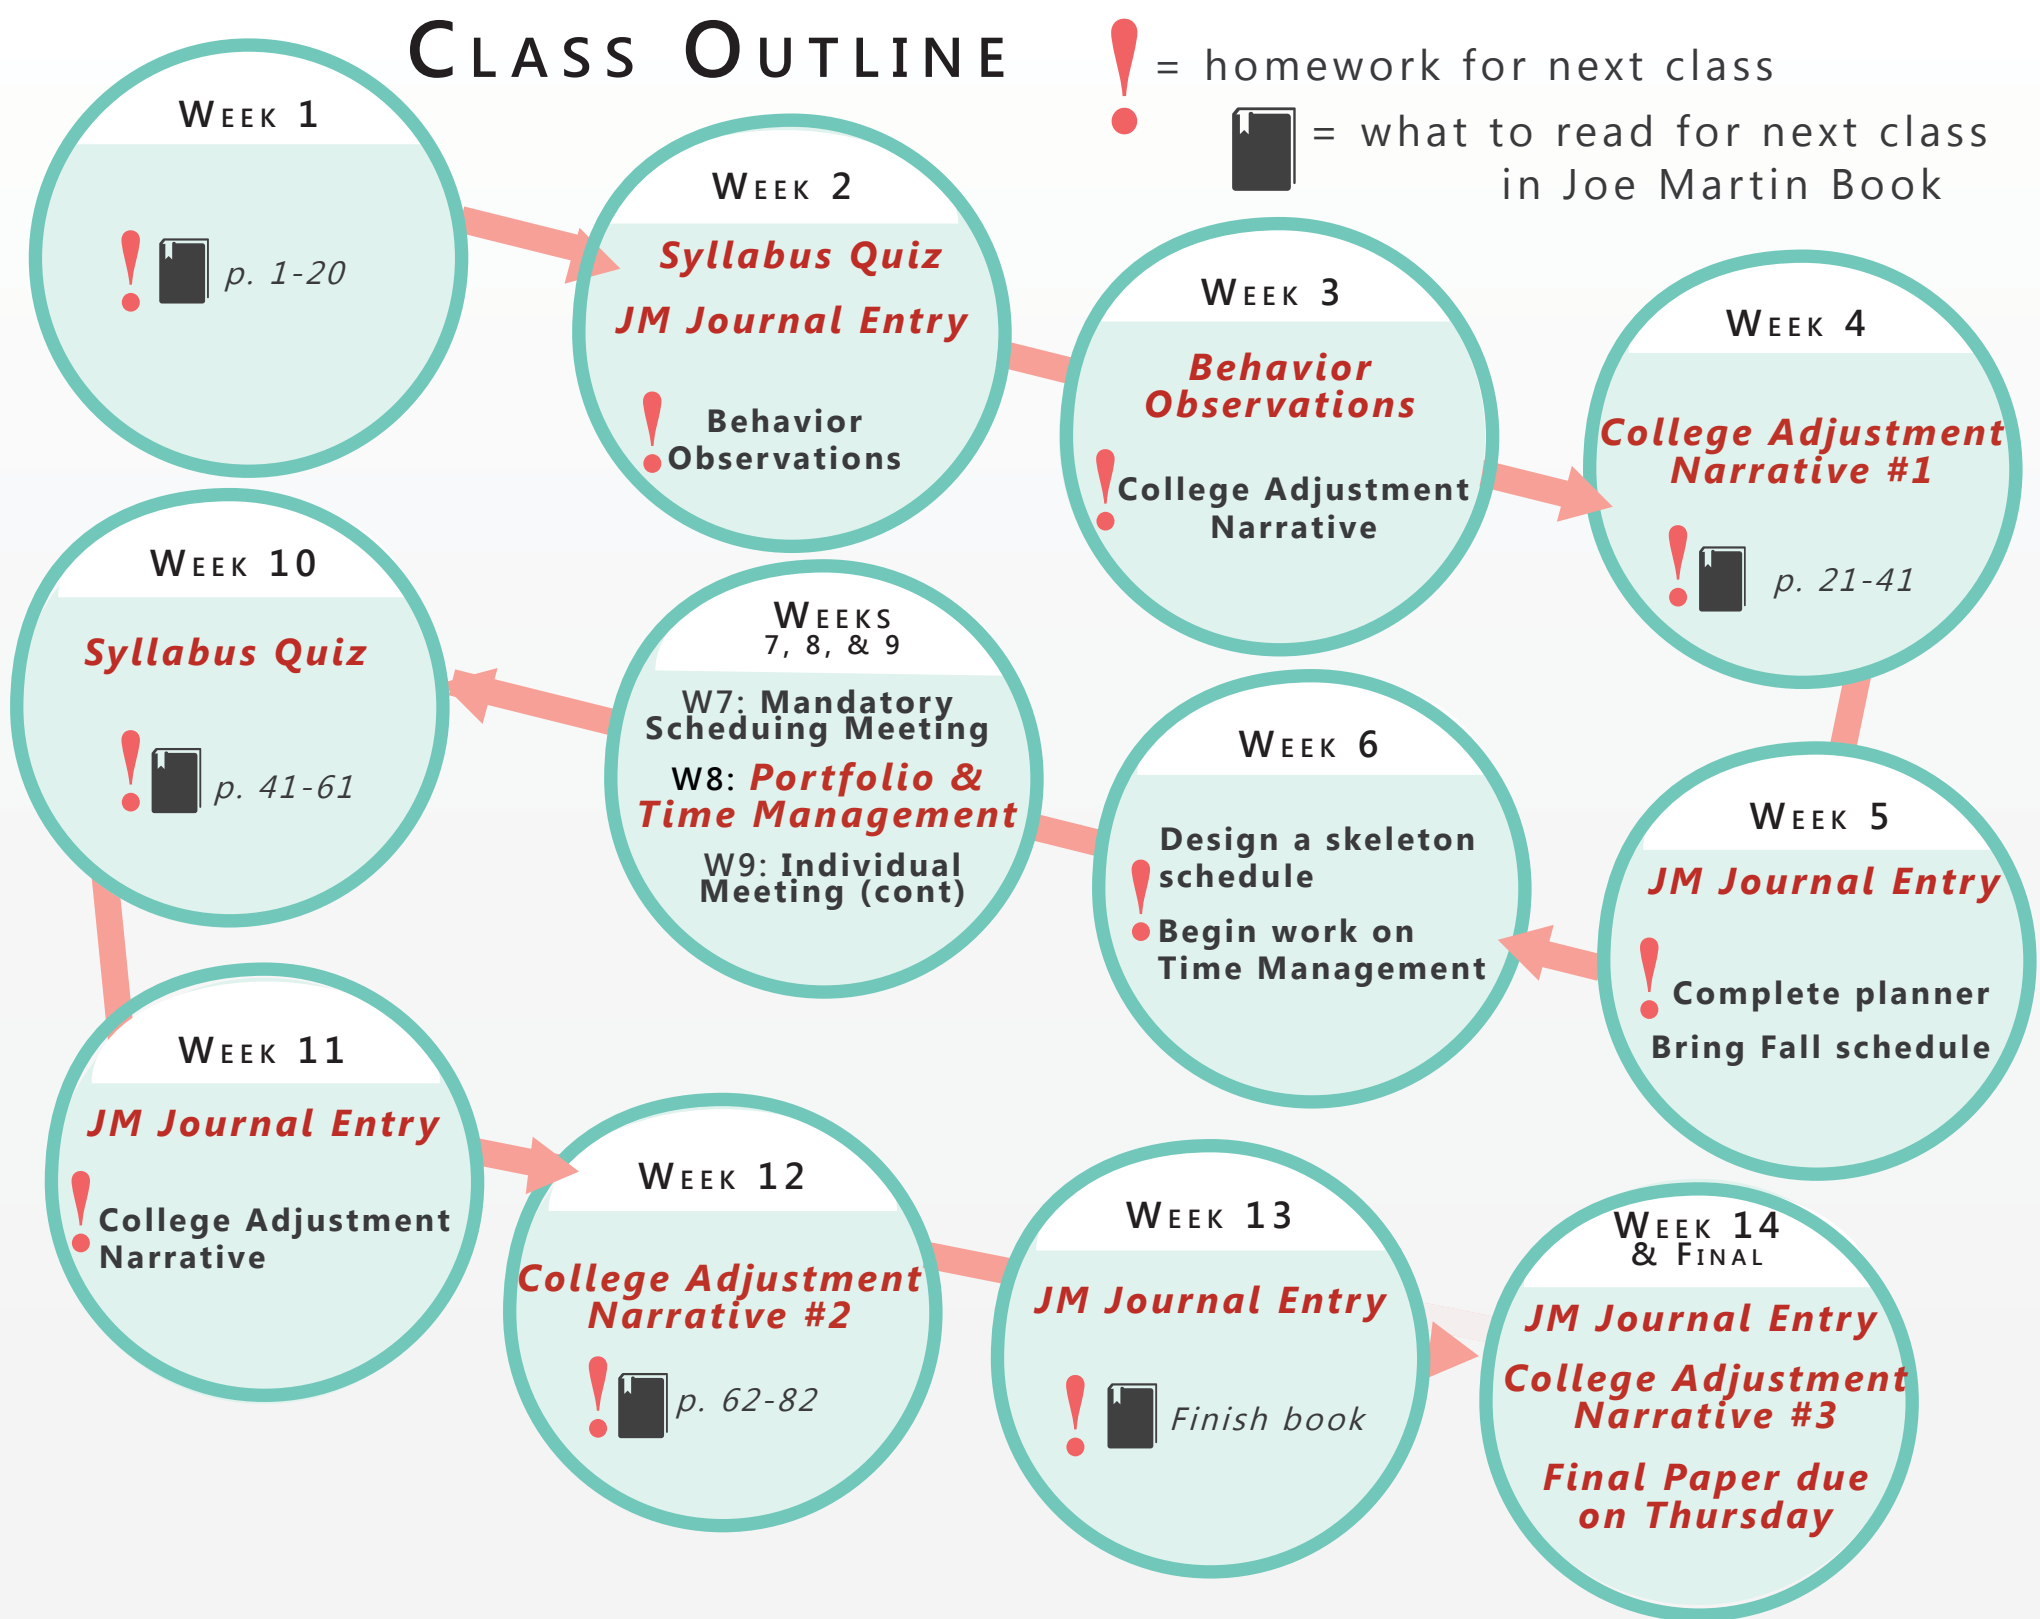 CLASS OUTLINE
= homework for next class
= what to read for next class
in Joe Martin Book
WEEK 1
p. 1-20
WEEK 2
Syllabus Quiz
JM Journal Entry
Behavior
Observations
WEEK 3
Behavior
Observations
College Adjustment
Narrative
WEEK 4
College Adjustment
Narrative #1
p. 21-41
WEEK 5
JM Journal Entry
Complete planner
Bring Fall schedule
WEEK 6
Design a skeleton
schedule
Begin work on
Time Management
WEEKS
7, 8, & 9
W7: Mandatory
Scheduing Meeting
W8: Portfolio &
Time Management
W9: Individual
Meeting (cont)
WEEK 10
Syllabus Quiz
p. 41-61
WEEK 11
JM Journal Entry
College Adjustment
Narrative
WEEK 12
College Adjustment
Narrative #2
p. 62-82
WEEK 13
JM Journal Entry
Finish book
WEEK 14
& FINAL
JM Journal Entry
College Adjustment
Narrative #3
Final Paper due
on Thursday